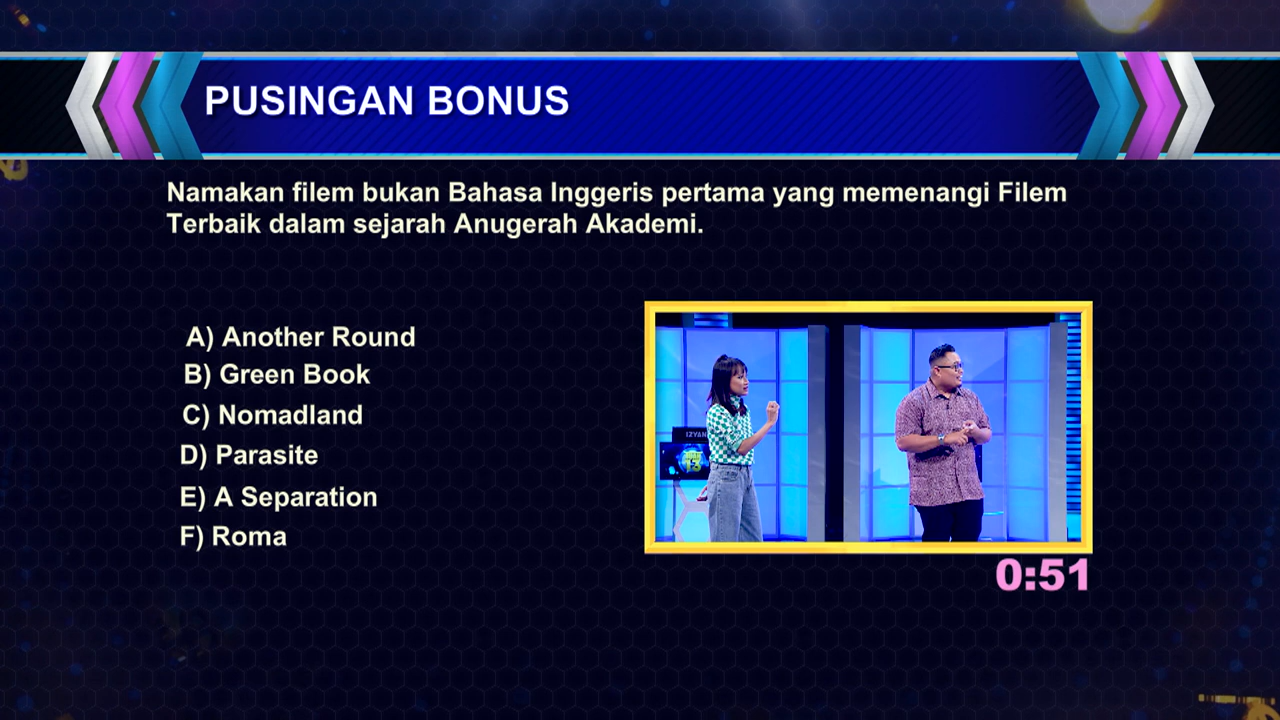 PUSINGAN BONUS
Namakan filem bukan Bahasa Inggeris pertama yang memenangi Filem
Terbaik dalam sejarah Anugerah Akademi.
A) Another Round
B) Green Book
C) Nomadland
D) Parasite
E) A Separation
F) Roma
IZYAN
0:51